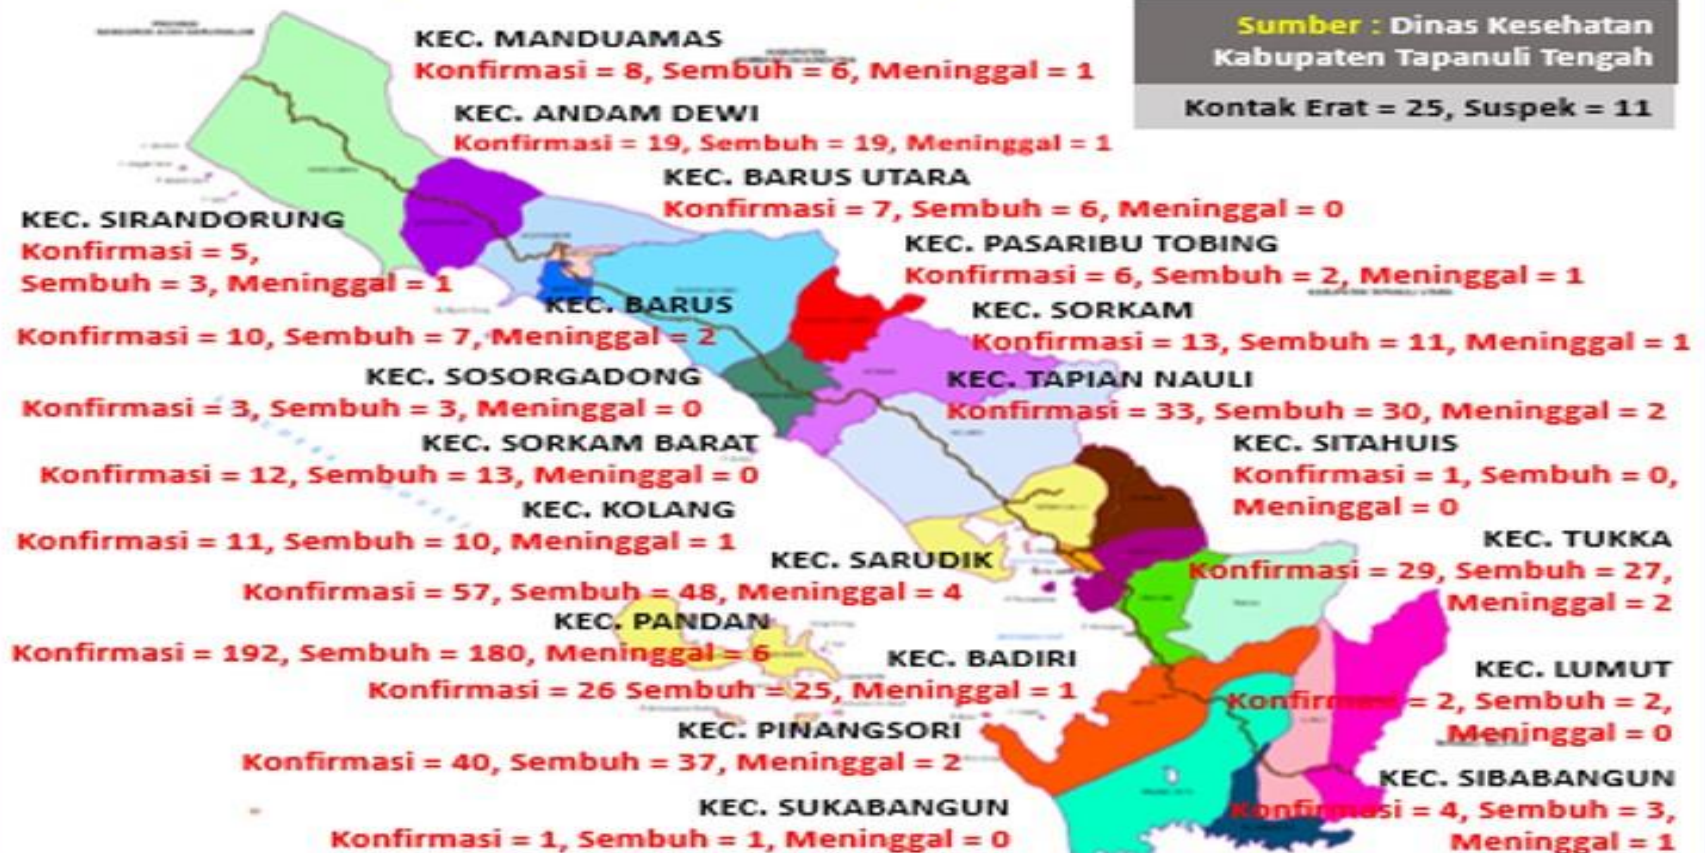 Sumber : Dinas Kesehatan
Kabupaten Tapanuli Tengah
Kontak Erat = 25, Suspek = 11
KEC. MANDUAMAS
Konfirmasi = 8, Sembuh = 6, Meninggal = 1
KEC. ANDAM DEWI
Konfirmasi = 19, Sembuh = 19, Meninggal = 1
KEC. BARUS UTARA
Konfirmasi = 7, Sembuh = 6, Meninggal = 0
KEC. SIRANDORUNG
Konfirmasi = 5,
Sembuh = 3, Meninggal = 1
KEC. PASARIBU TOBING
Konfirmasi = 6, Sembuh = 2, Meninggal = 1
KEC. BARUS
Konfirmasi = 10, Sembuh = 7, Meninggal = 2
KEC. SORKAM
Konfirmasi = 13, Sembuh = 11, Meninggal = 1
KEC. SOSORGADONG
Konfirmasi = 3, Sembuh = 3, Meninggal = 0
KEC. TAPIAN NAULI
Konfirmasi = 33, Sembuh = 30, Meninggal = 2
KEC. SORKAM BARAT
Konfirmasi = 12, Sembuh = 13, Meninggal = 0
KEC. SITAHUIS
Konfirmasi = 1, Sembuh = 0,
Meninggal = 0
KEC. KOLANG
Konfirmasi = 11, Sembuh = 10, Meninggal = 1
KEC. SARUDIK
Konfirmasi = 57, Sembuh = 48, Meninggal = 4
KEC. TUKKA
Konfirmasi = 29, Sembuh = 27,
Meninggal = 2
KEC. PANDAN
Konfirmasi = 192, Sembuh = 180, Meninggal = 6
KEC. BADIRI
Konfirmasi = 26 Sembuh = 25, Meninggal = 1
KEC. LUMUT
Konfirmasi = 2, Sembuh = 2,
Meninggal = 0
KEC. PINANGSORI
Konfirmasi = 40, Sembuh = 37, Meninggal = 2
KEC. SIBABANGUN
Konfirmasi = 4, Sembuh = 3,
Meninggal = 1
KEC. SUKABANGUN
Konfirmasi = 1, Sembuh = 1, Meninggal = 0